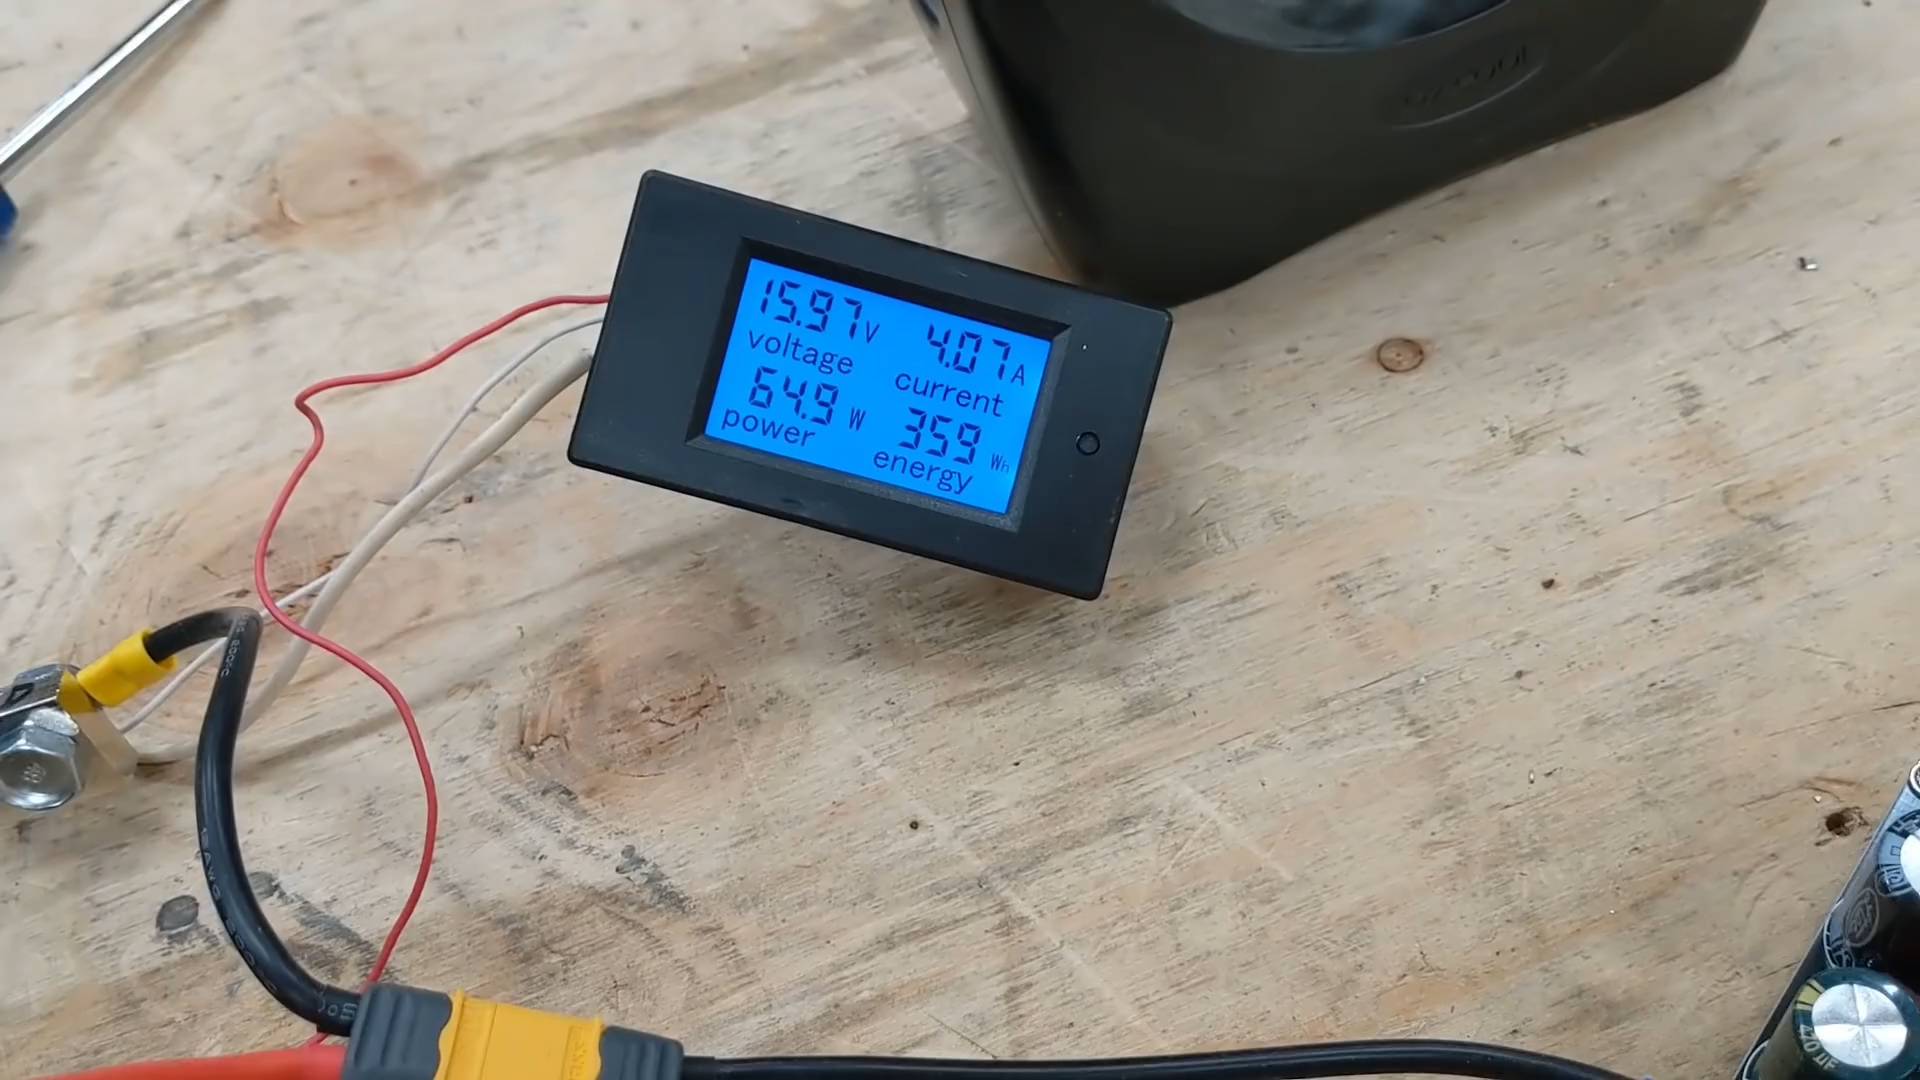 15.97 V
voltage
4.07 A
current
64.9 W
power
359 Wh
energy